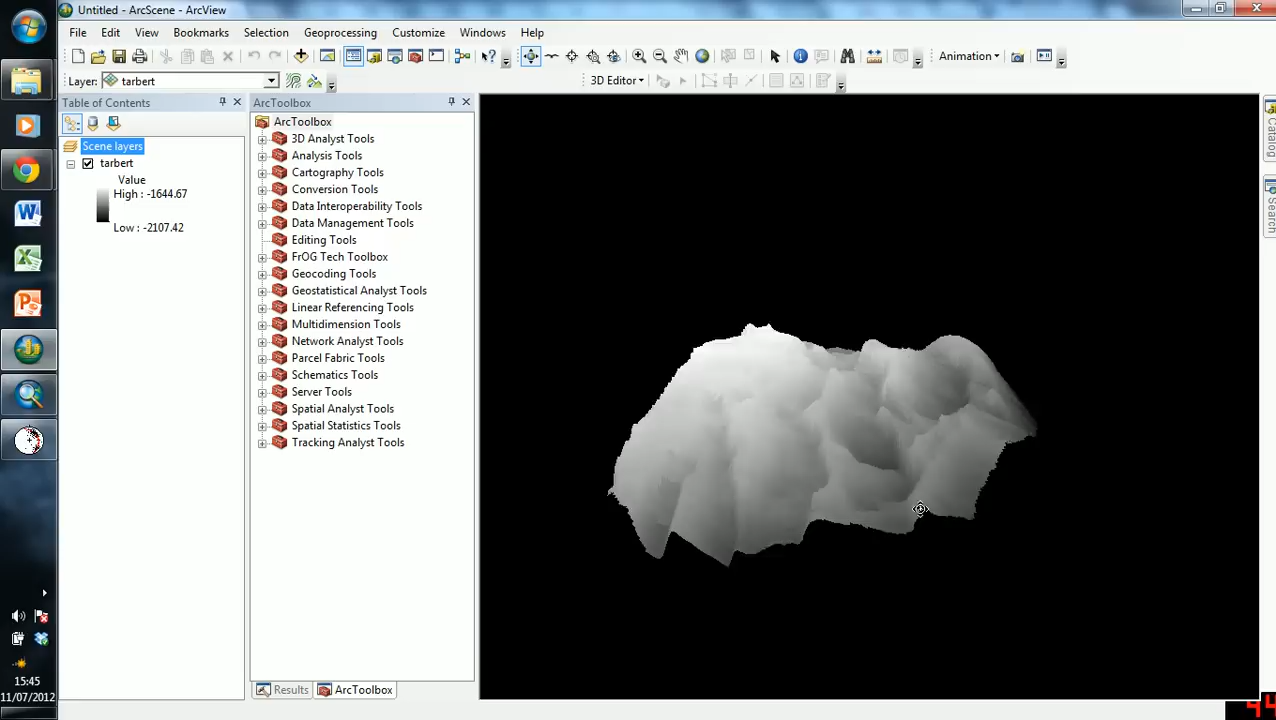 Untitled - ArcScene - ArcView
File Edit View Bookmarks Selection Geoprocessing Customize Windows Help
Animation
Layer: tarbert
3D Editor
Table of Contents
Scene layers
tarbert
Value
High : -1644.67
Low : -2107.42
ArcToolbox
ArcToolbox
3D Analyst Tools
Analysis Tools
Cartography Tools
Conversion Tools
Data Interoperability Tools
Data Management Tools
Editing Tools
FrOG Tech Toolbox
Geocoding Tools
Geostatistical Analyst Tools
Linear Referencing Tools
Multidimension Tools
Network Analyst Tools
Parcel Fabric Tools
Schematics Tools
Server Tools
Spatial Analyst Tools
Spatial Statistics Tools
Tracking Analyst Tools
Results ArcToolbox
Catalog
Search
15:45
11/07/2012